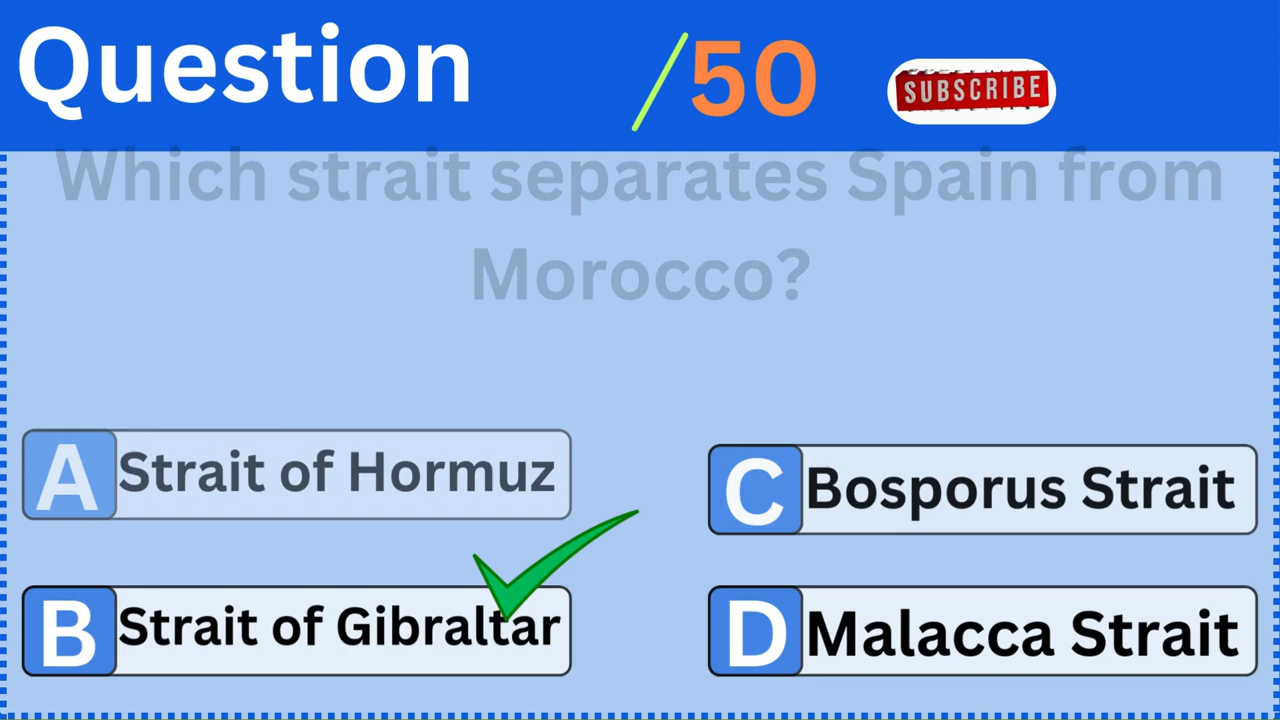 Question /50 SUBSCRIBE
Which strait separates Spain from
Morocco?
A Strait of Hormuz
B Strait of Gibraltar
C Bosporus Strait
D Malacca Strait